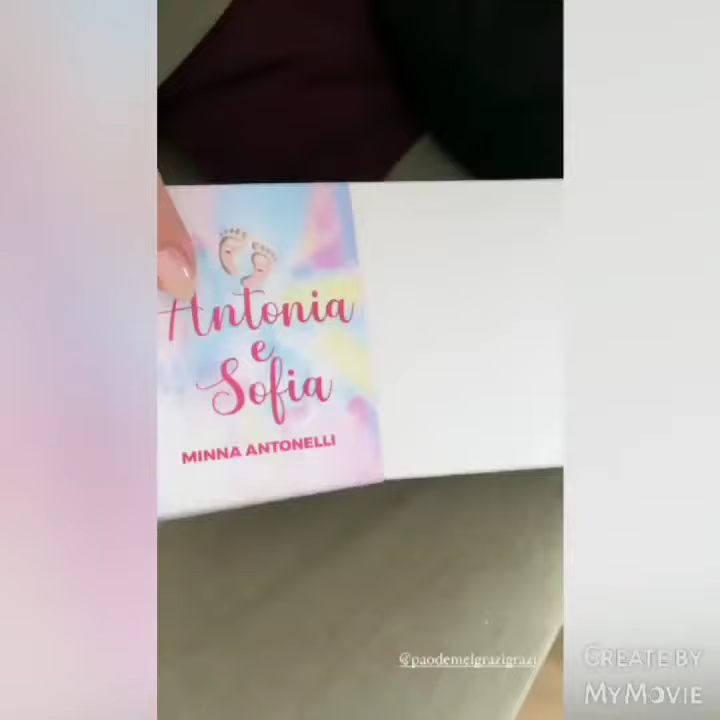 Antonia
e
Sofia
MINNA ANTONELLI
@paodemelgrazigrazi
CREATE BY
MYMOVIE